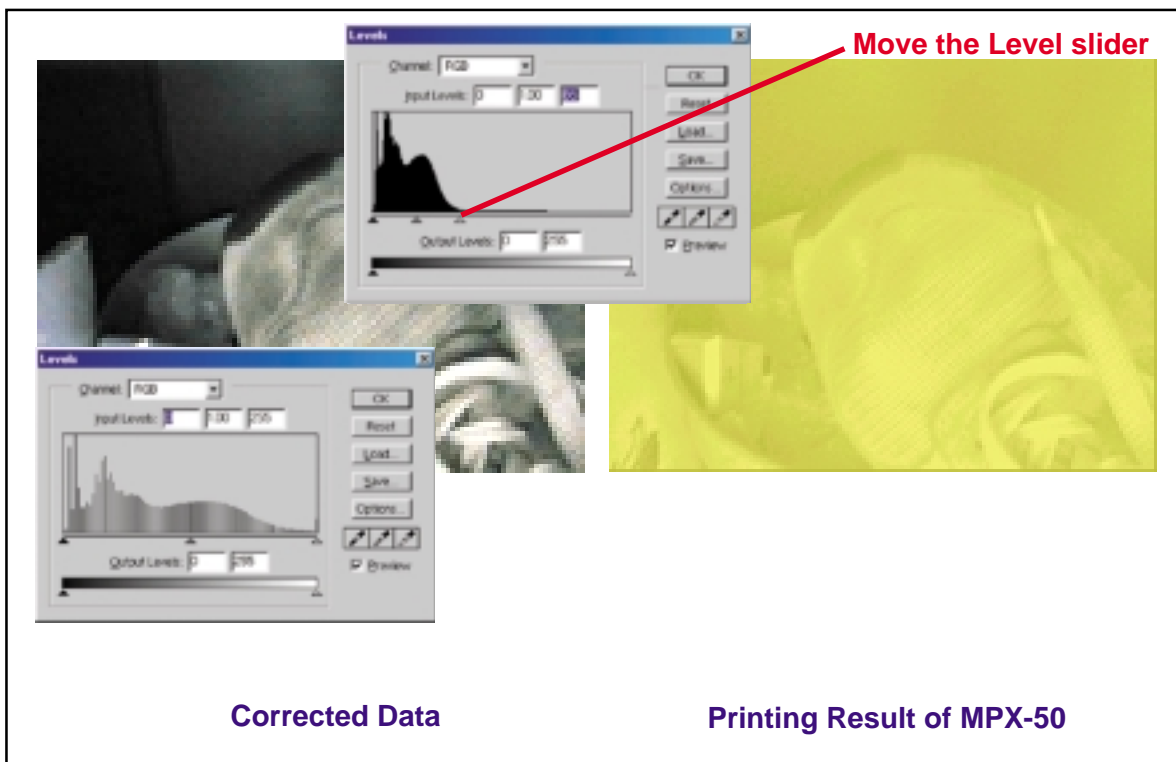 Levels
Move the Level slider
Channel: RGB
OK
Input Levels: 0 1.00
Reset
Load...
Save...
Options...
Output Levels: 0 255
Preview
Levels
Channel: RGB
OK
Input Levels: 0 1.00 255
Reset
Load...
Save...
Options...
Output Levels: 0 255
Preview
Corrected Data
Printing Result of MPX-50